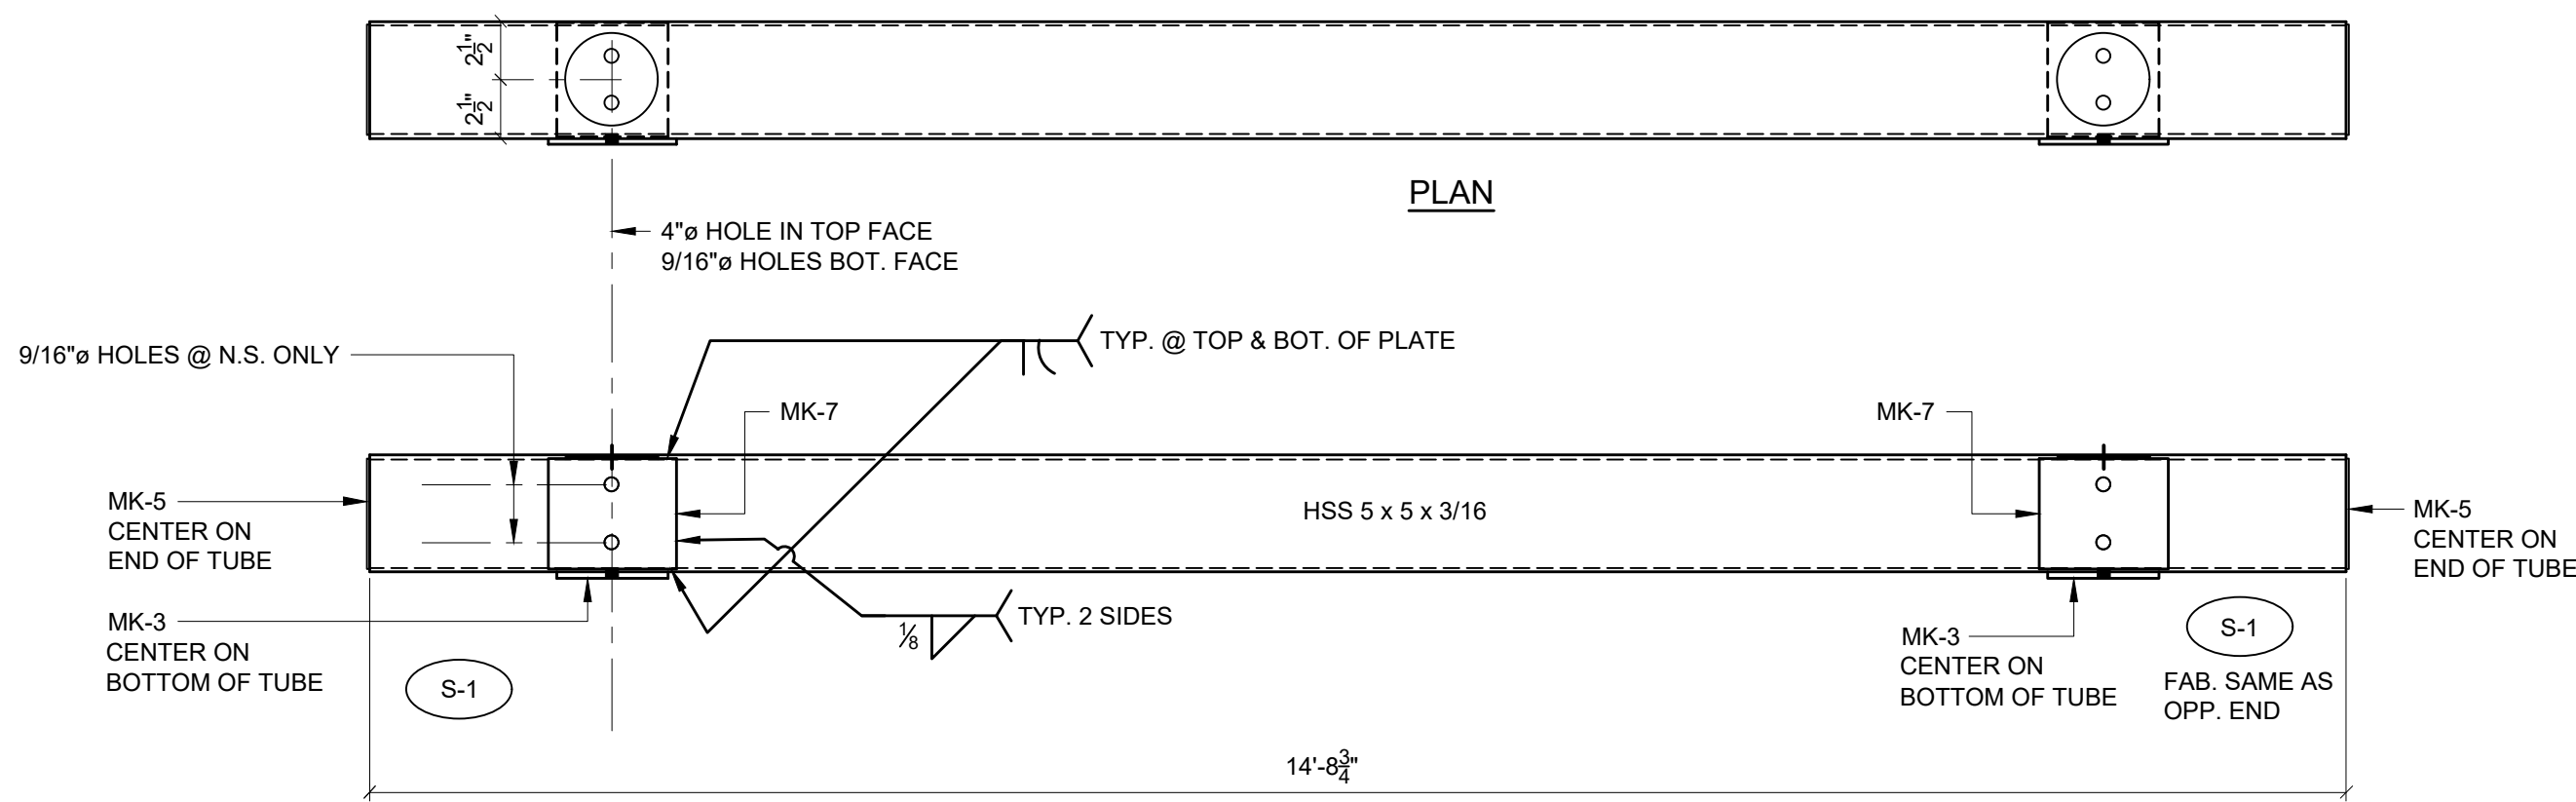 2½"
2½"
PLAN
4"ø HOLE IN TOP FACE
9/16"ø HOLES BOT. FACE
9/16"ø HOLES @ N.S. ONLY
TYP. @ TOP & BOT. OF PLATE
MK-7
MK-7
MK-5
CENTER ON
END OF TUBE
HSS 5 x 5 x 3/16
MK-5
CENTER ON
END OF TUBE
MK-3
CENTER ON
BOTTOM OF TUBE
S-1
⅛
TYP. 2 SIDES
MK-3
CENTER ON
BOTTOM OF TUBE
S-1
FAB. SAME AS
OPP. END
14'-8¾"